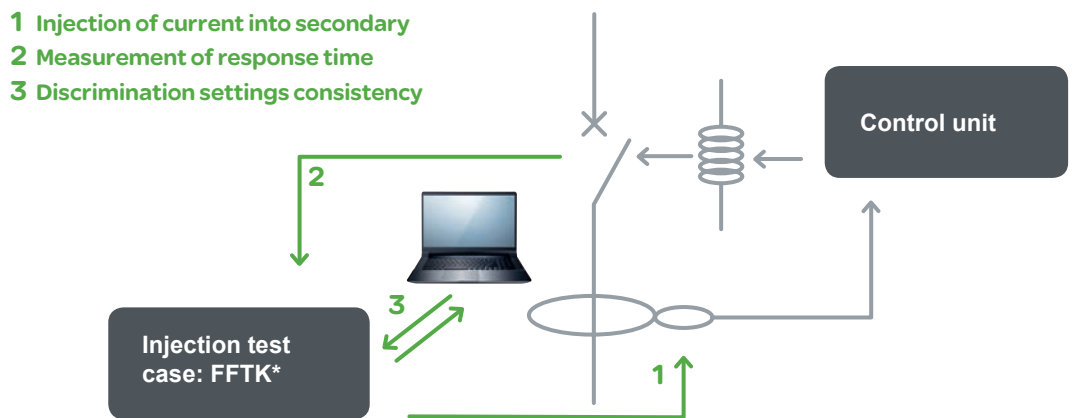 1 Injection of current into secondary
2 Measurement of response time
3 Discrimination settings consistency
Control unit
2
3
Injection test
case: FFTK*
1